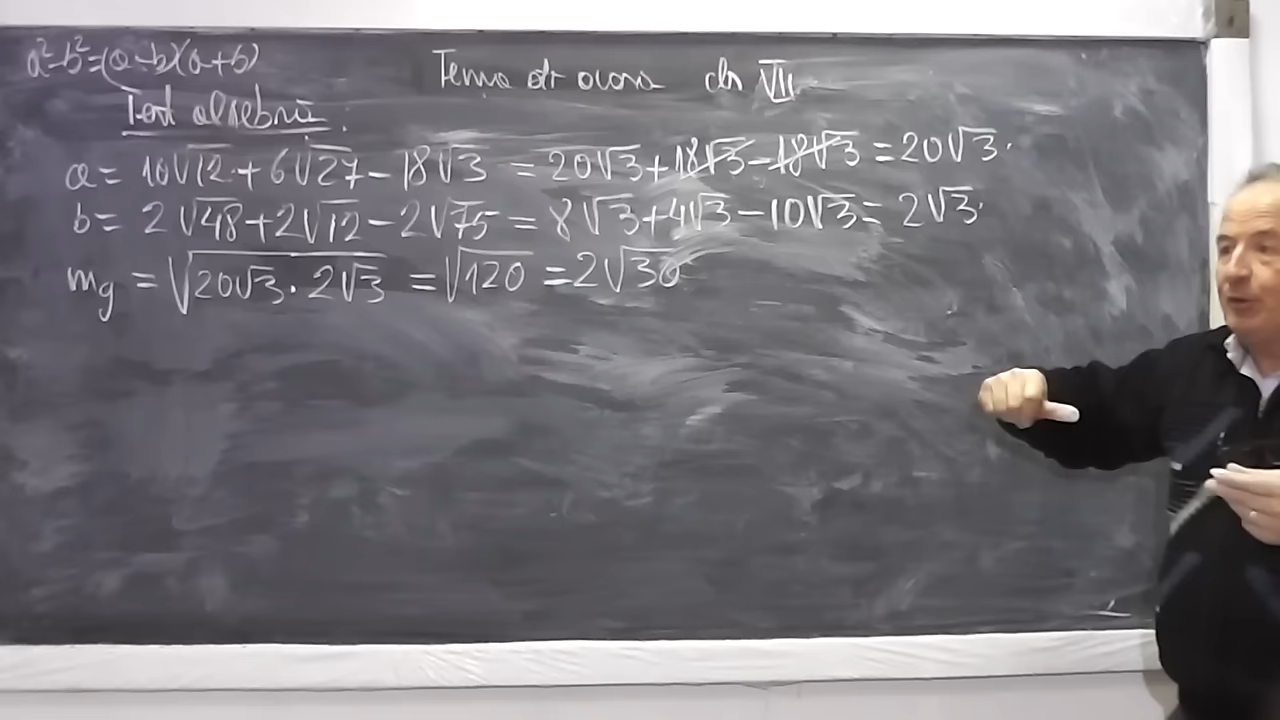 a²-b²=(a-b)(a+b)
Tema de acasă cls VII
Test algebră.
a = 10√12 + 6√27 - 18√3 = 20√3 + 18√3 - 18√3 = 20√3.
b = 2√48 + 2√12 - 2√75 = 8√3 + 4√3 - 10√3 = 2√3.
mg = √(20√3 · 2√3) = √120 = 2√30